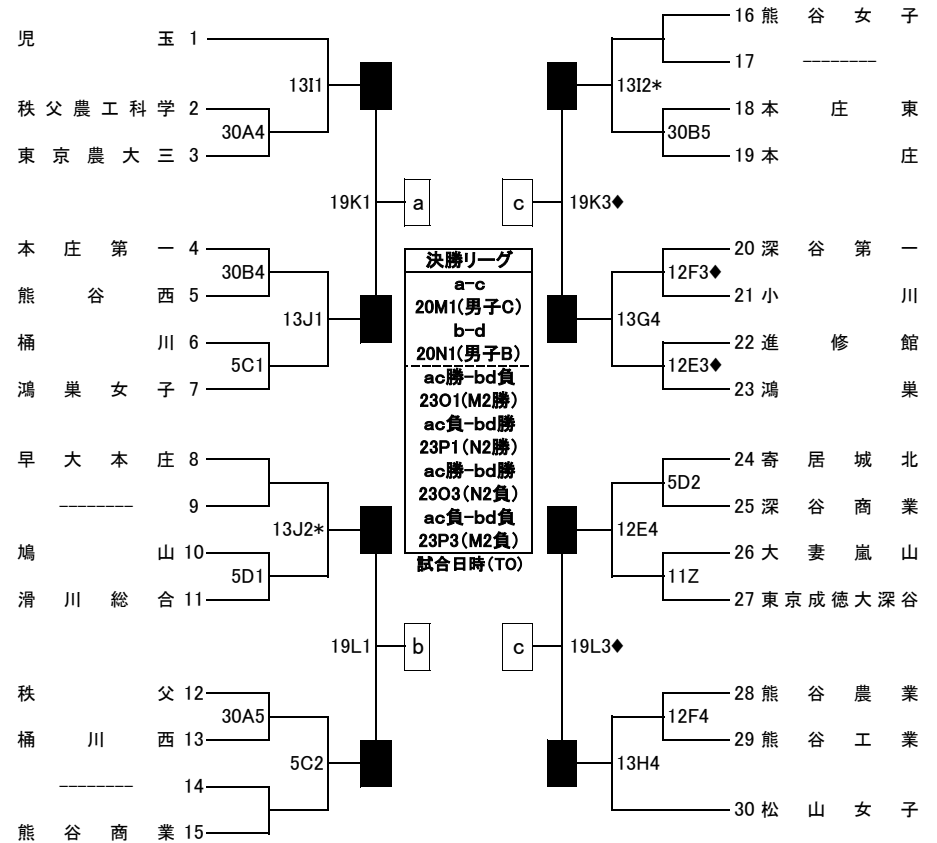 児玉 1
秩父農工科学 2
東京農大三 3
本庄第一 4
熊谷西 5
桶川 6
鴻巣女子 7
早大本庄 8
-------- 9
鳩山 10
滑川総合 11
秩父 12
桶川西 13
-------- 14
熊谷商業 15
13I1
30A4
30B4
13J1
5C1
13J2*
5D1
30A5
5C2
19K1
a
19L1
b
決勝リーグ
a-c
20M1(男子C)
b-d
20N1(男子B)
ac勝-bd負
23O1(M2勝)
ac負-bd勝
23P1(N2勝)
ac勝-bd勝
23O3(N2負)
ac負-bd負
23P3(M2負)
試合日時(TO)
c
19K3♦
c
19L3♦
13I2*
30B5
12F3♦
13G4
12E3♦
5D2
12E4
11Z
12F4
13H4
16 熊谷女子
17 --------
18 本庄東
19 本庄
20 深谷第一
21 小川
22 進修館
23 鴻巣
24 寄居城北
25 深谷商業
26 大妻嵐山
27 東京成徳大深谷
28 熊谷農業
29 熊谷工業
30 松山女子